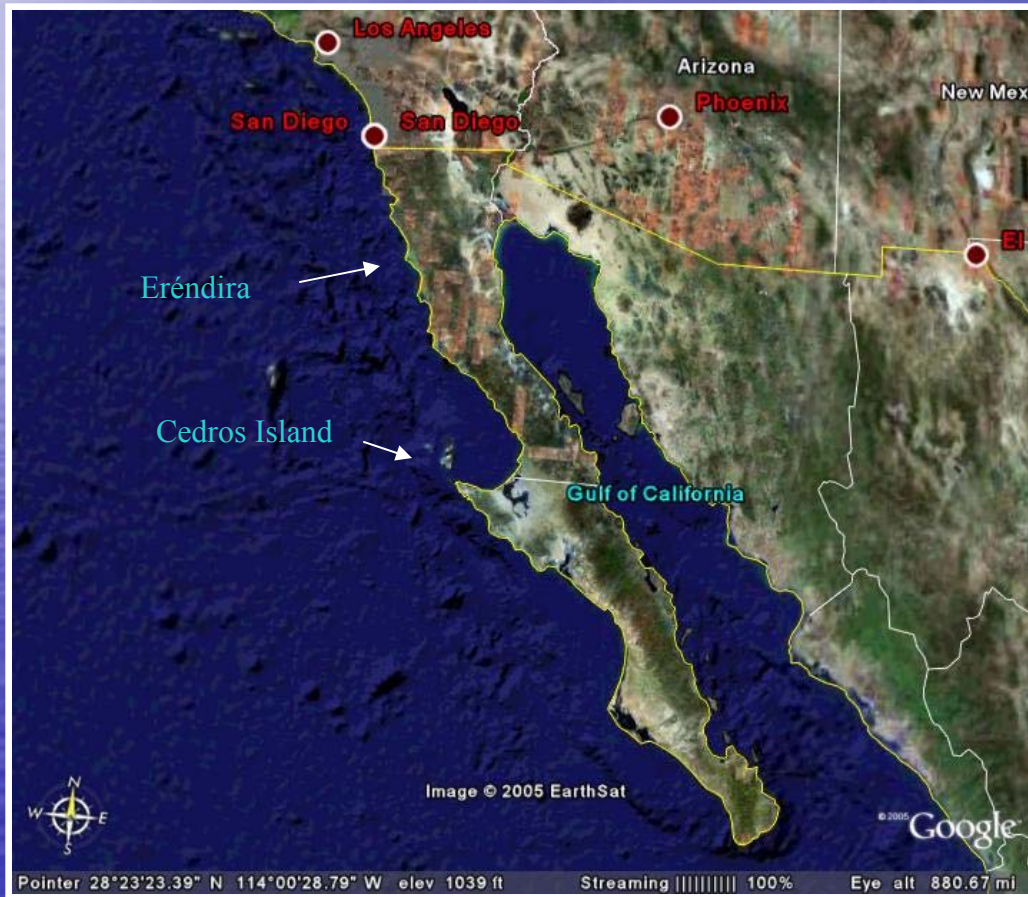 Los Angeles
Arizona
New Mex
Phoenix
San Diego
San Diego
El
Eréndira
Cedros Island
Gulf of California
N
W E
S
Image © 2005 EarthSat
© 2005 Google
Pointer 28°23'23.39" N 114°00'28.79" W elev 1039 ft Streaming |||||||||| 100% Eye alt 880.67 mi